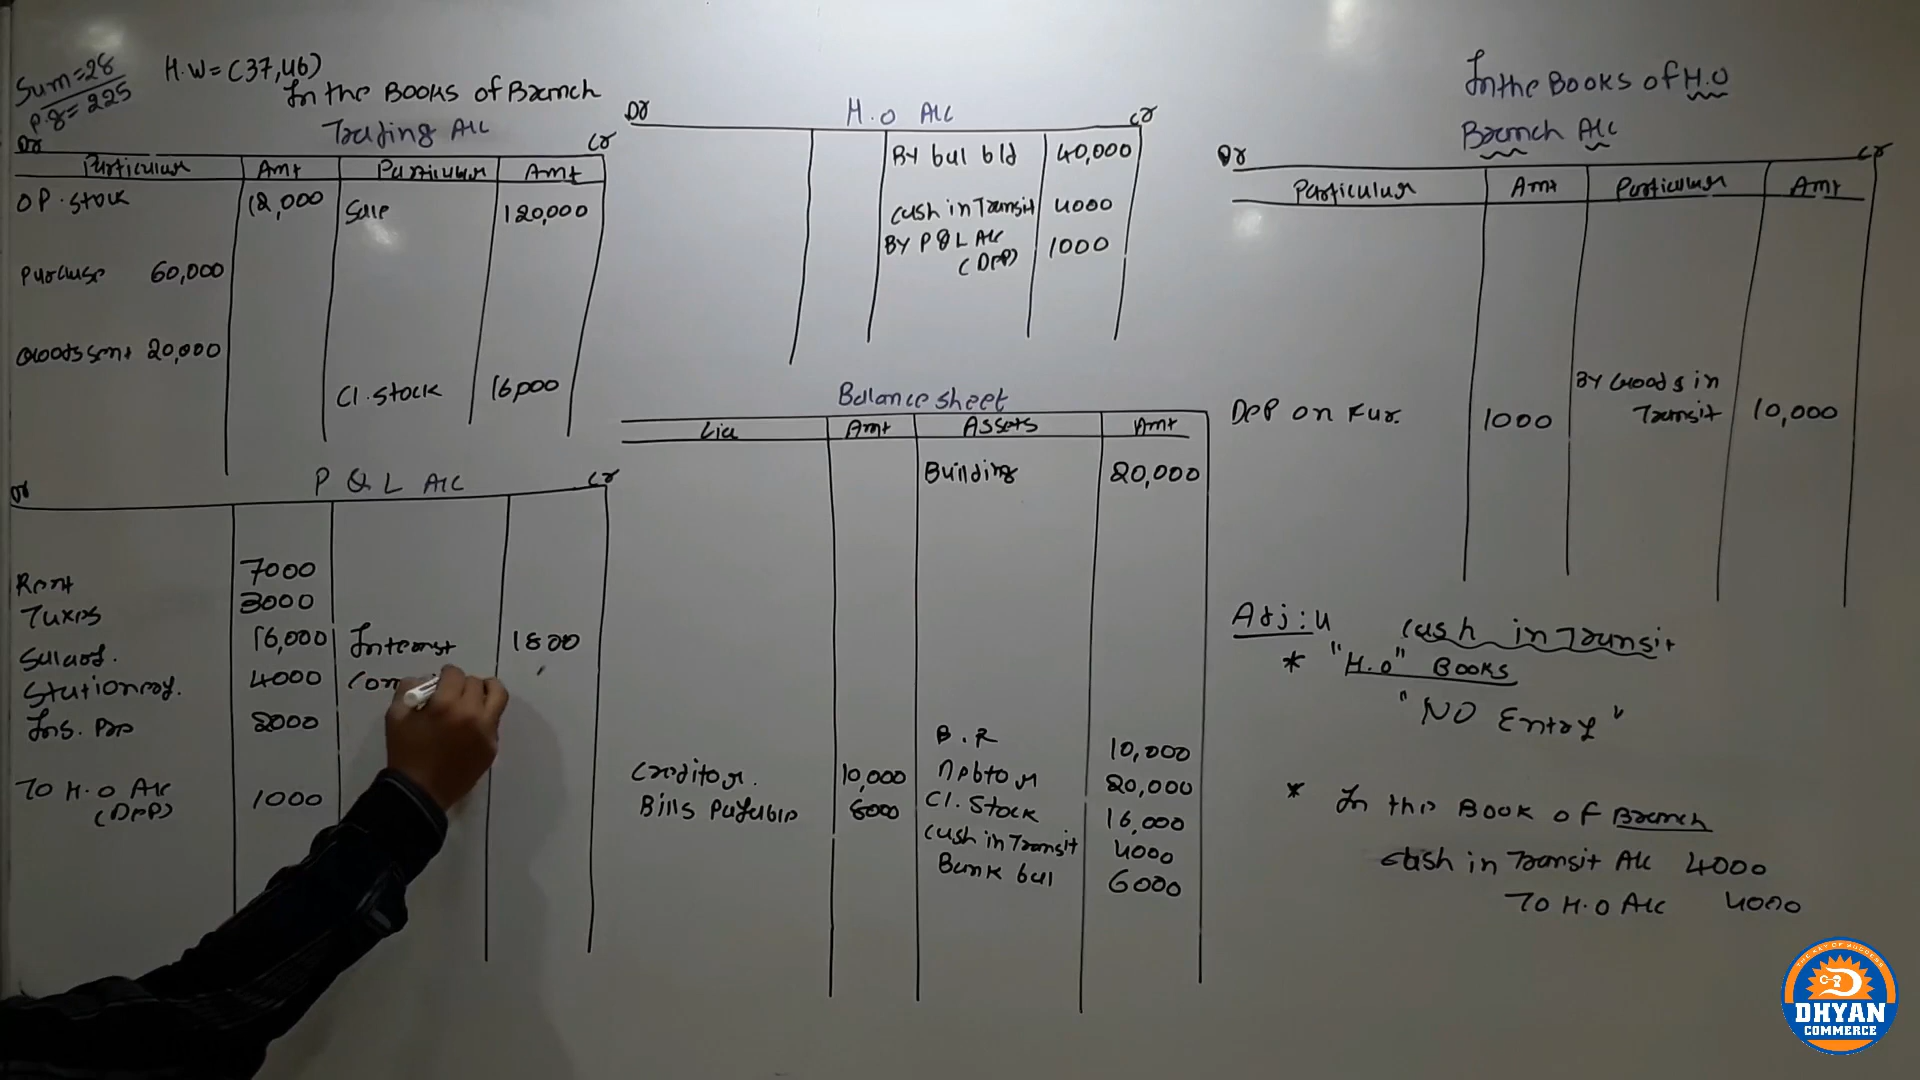 Sum=28
P.g=225
H.W=(37,46)
In the Books of Branch
Trading A/c
Dr
Cr
Particular Amt Particular Amt
OP.stock 12,000 Sale 120,000
Purchase 60,000
Goods sent 20,000
Cl.stock 16,000
P & L A/c
Dr
Cr
Rent 7000
Taxes 3000
Salary. 16,000 Interest 1800
Stationery. 4000 Com
Ins. Pre 2000
To H.O A/c 1000
(Dep)
Dr H.O A/c Cr
By bal b/d 40,000
Cash in Transit 4000
By P & L A/c 1000
(Dep)
Balance sheet
Lia Amt Assets Amt
Building 20,000
B.R 10,000
Creditor. 10,000 Debtor 20,000
Bills Payable 6000 Cl.Stock 16,000
Cash in Transit 4000
Bank bal 6000
In the Books of H.O
Branch A/c
Dr
Cr
Particular Amt Particular Amt
By Goods in
Transit 10,000
Dep on Fur. 1000
Adj:4 Cash in Transit
* "H.O" Books
"NO Entry"
* In the Book of Branch
Cash in Transit A/c 4000
To H.O A/c 4000
THE KEY OF SUCCESS
DHYAN
COMMERCE